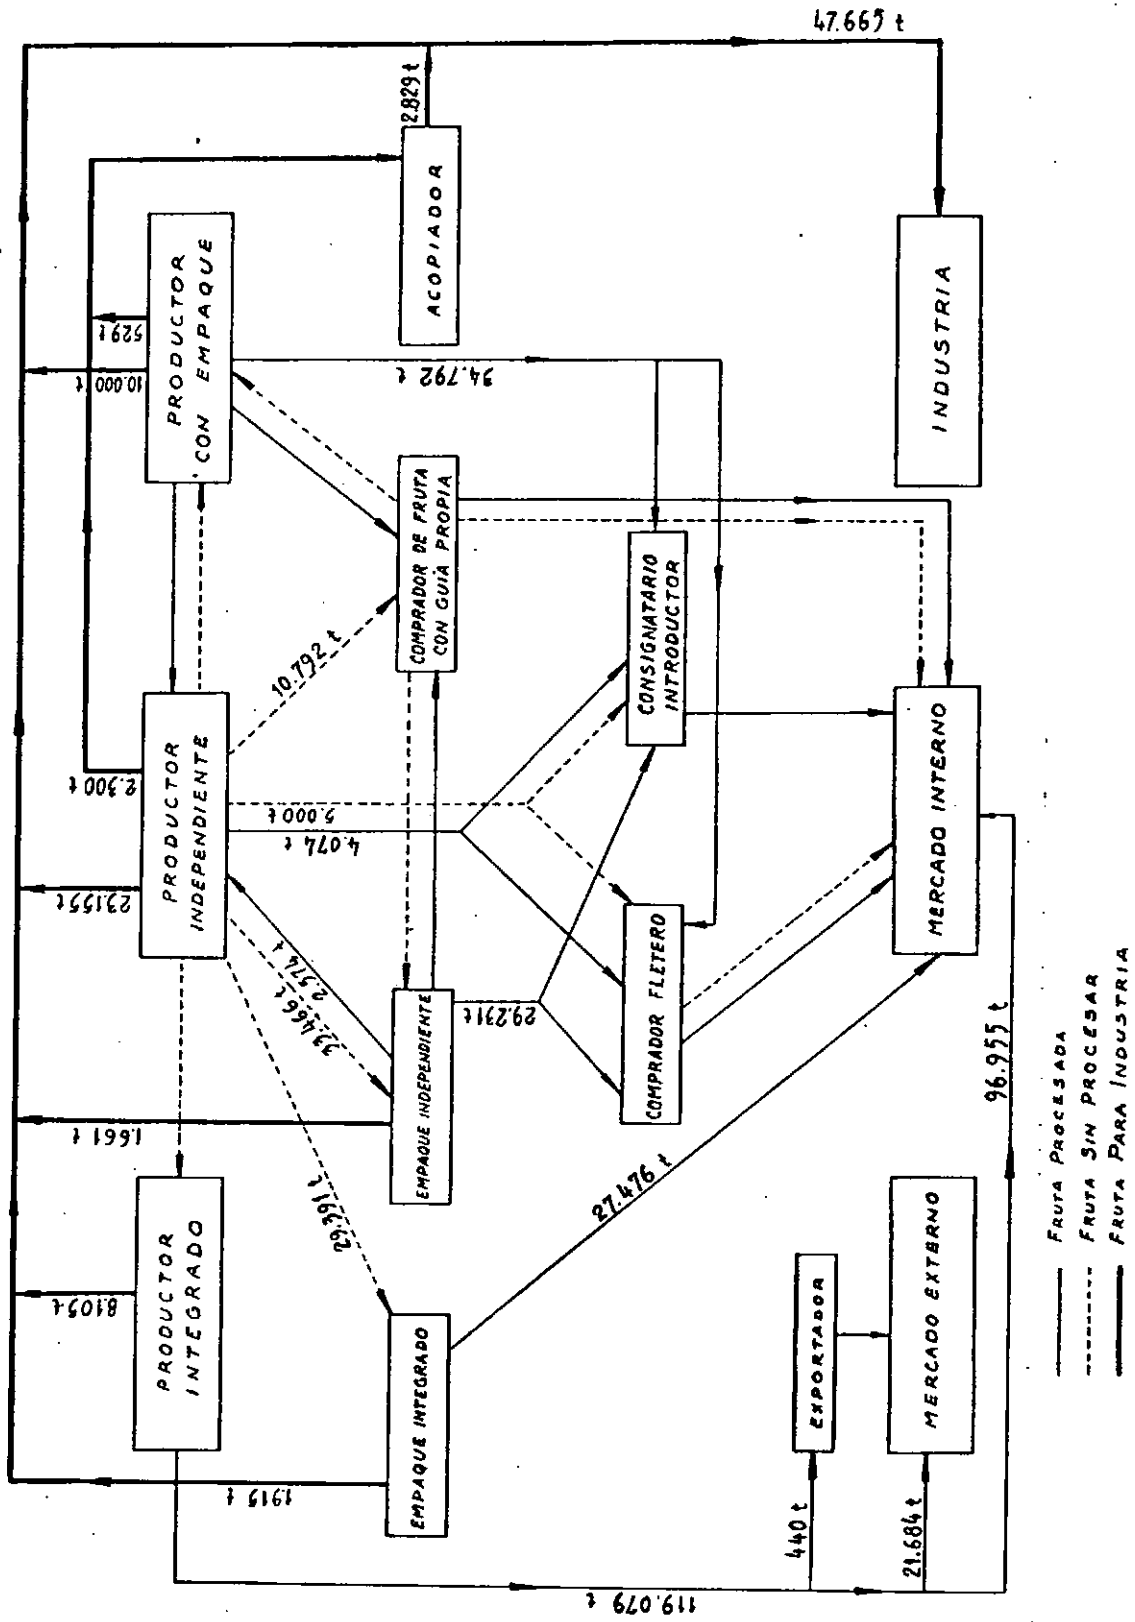 1.915 t
8.105 t
1.661 t
23.155 t
2.300 t
10.000 t
529 t
PRODUCTOR
INTEGRADO
PRODUCTOR
INDEPENDIENTE
PRODUCTOR
CON EMPAQUE
29.391 t
33.466 t
2.574 t
4.074 t
5.000 t
10.792 t
34.792 t
2.829 t
EMPAQUE INTEGRADO
EMPAQUE INDEPENDIENTE
COMPRADOR DE FRUTA
CON GUIA PROPIA
ACOPIADOR
119.079 t
27.476 t
29.231 t
COMPRADOR FLETERO
CONSIGNATARIO
INTRODUCTOR
47.665 t
440 t
EXPORTADOR
21.684 t
MERCADO EXTERNO
MERCADO INTERNO
INDUSTRIA
96.955 t
FRUTA PROCESADA
FRUTA SIN PROCESAR
FRUTA PARA INDUSTRIA